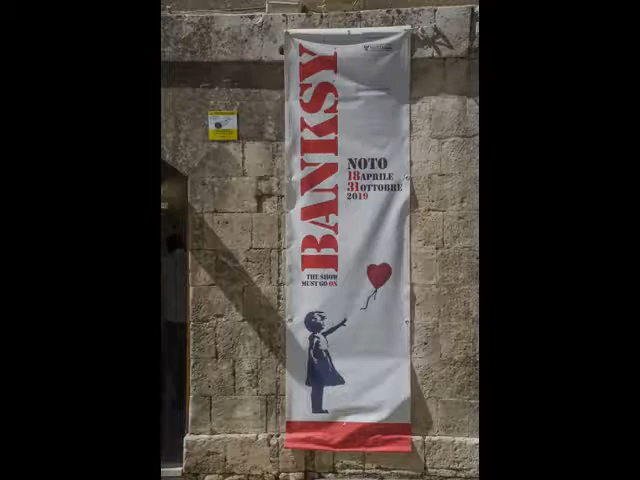 BANKSY
NOTO
18 APRILE
31 OTTOBRE
2019
THE SHOW
MUST GO ON